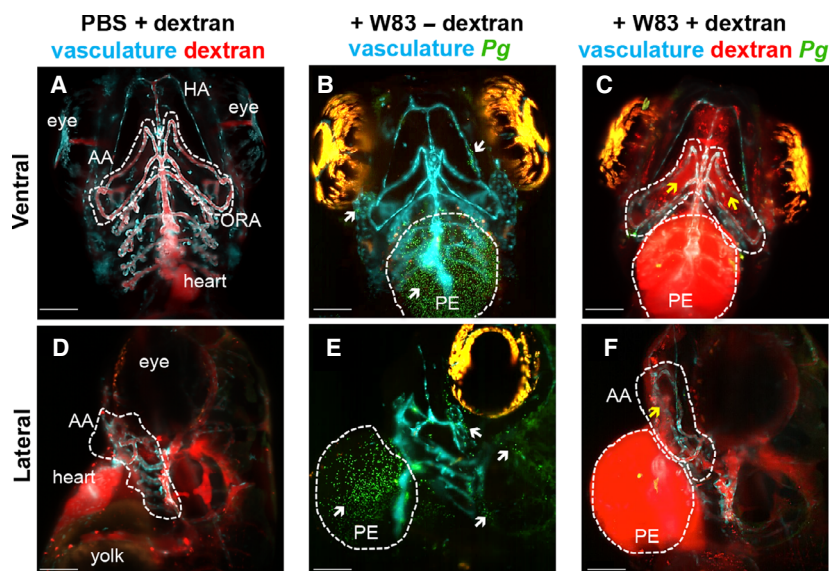 PBS + dextran
vasculature dextran
+ W83 – dextran
vasculature Pg
+ W83 + dextran
vasculature dextran Pg
Ventral
A
HA
eye
eye
AA
ORA
heart
B
PE
C
PE
Lateral
D
eye
AA
heart
yolk
E
PE
F
AA
PE